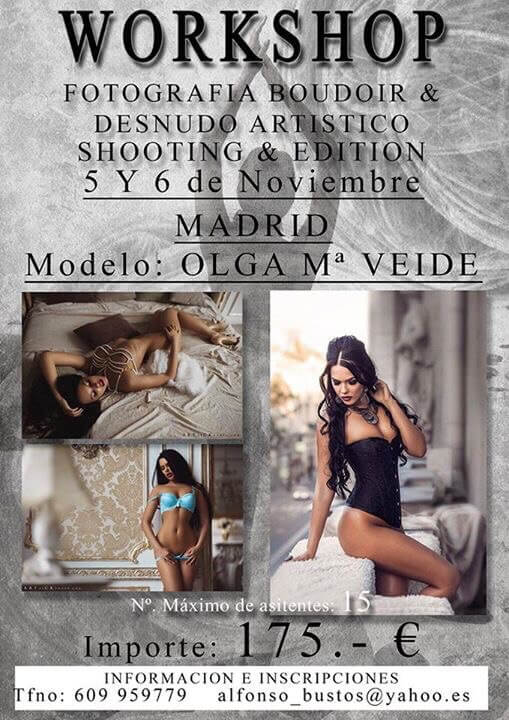 WORKSHOP
FOTOGRAFIA BOUDOIR &
DESNUDO ARTISTICO
SHOOTING & EDITION
5 Y 6 de Noviembre
MADRID
Modelo: OLGA Mª VEIDE
Nº. Máximo de asitentes: 15
Importe: 175.- €
INFORMACION E INSCRIPCIONES
Tfno: 609 959779 alfonso_bustos@yahoo.es